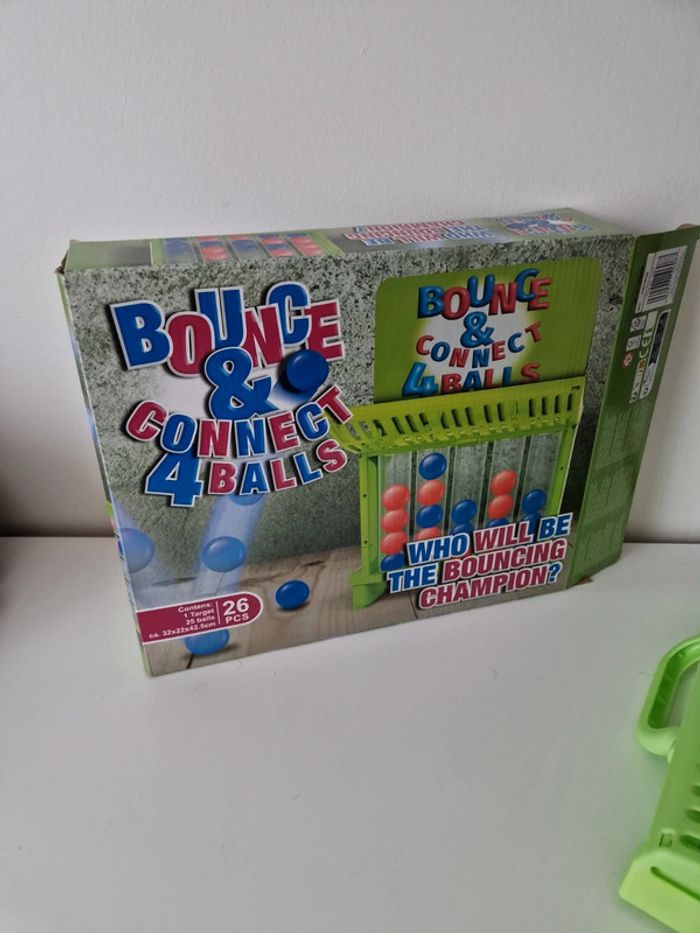 BOUNCE
&
CONNECT
4 BALLS
BOUNCE
&
CONNECT
4 BALLS
WHO WILL BE
THE BOUNCING
CHAMPION?
Contens:
1 Target
25 balls
ca. 32x22x42.5cm
26
PCS